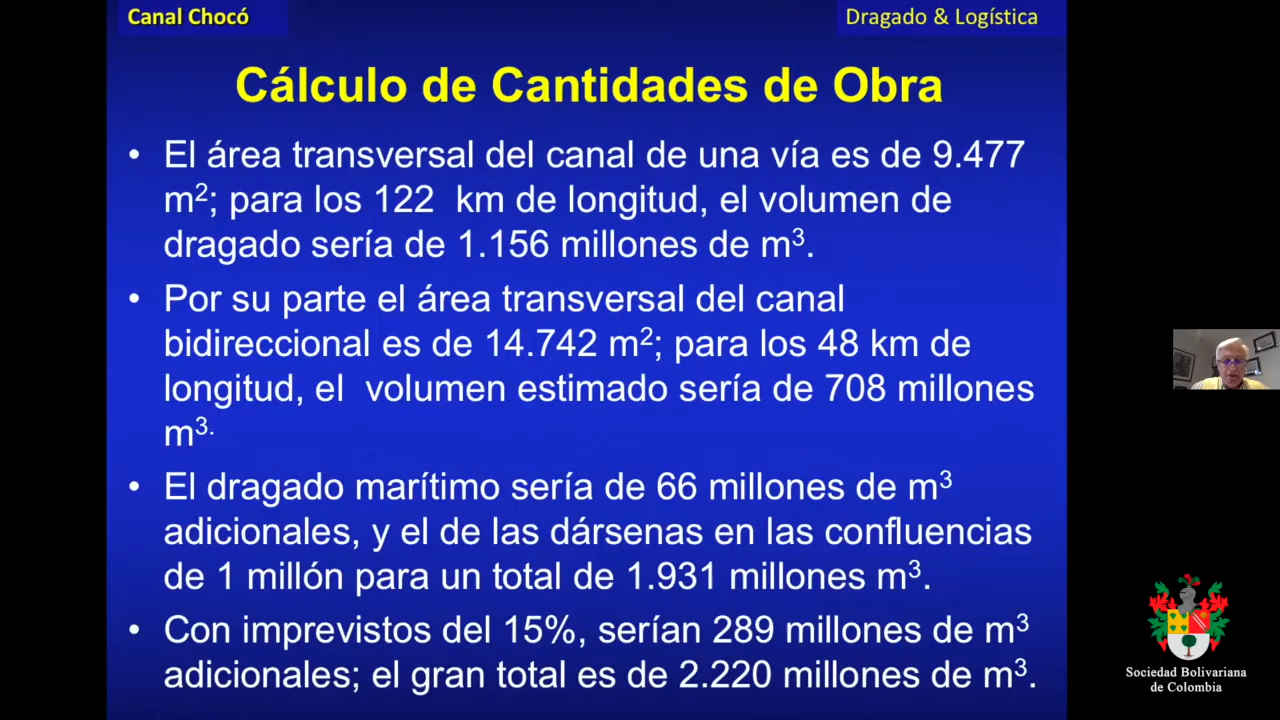 Canal Chocó
Dragado & Logística
Cálculo de Cantidades de Obra
• El área transversal del canal de una vía es de 9.477
m²; para los 122 km de longitud, el volumen de
dragado sería de 1.156 millones de m³.
• Por su parte el área transversal del canal
bidireccional es de 14.742 m²; para los 48 km de
longitud, el volumen estimado sería de 708 millones
m³.
• El dragado marítimo sería de 66 millones de m³
adicionales, y el de las dársenas en las confluencias
de 1 millón para un total de 1.931 millones m³.
• Con imprevistos del 15%, serían 289 millones de m³
adicionales; el gran total es de 2.220 millones de m³.
Sociedad Bolivariana
de Colombia